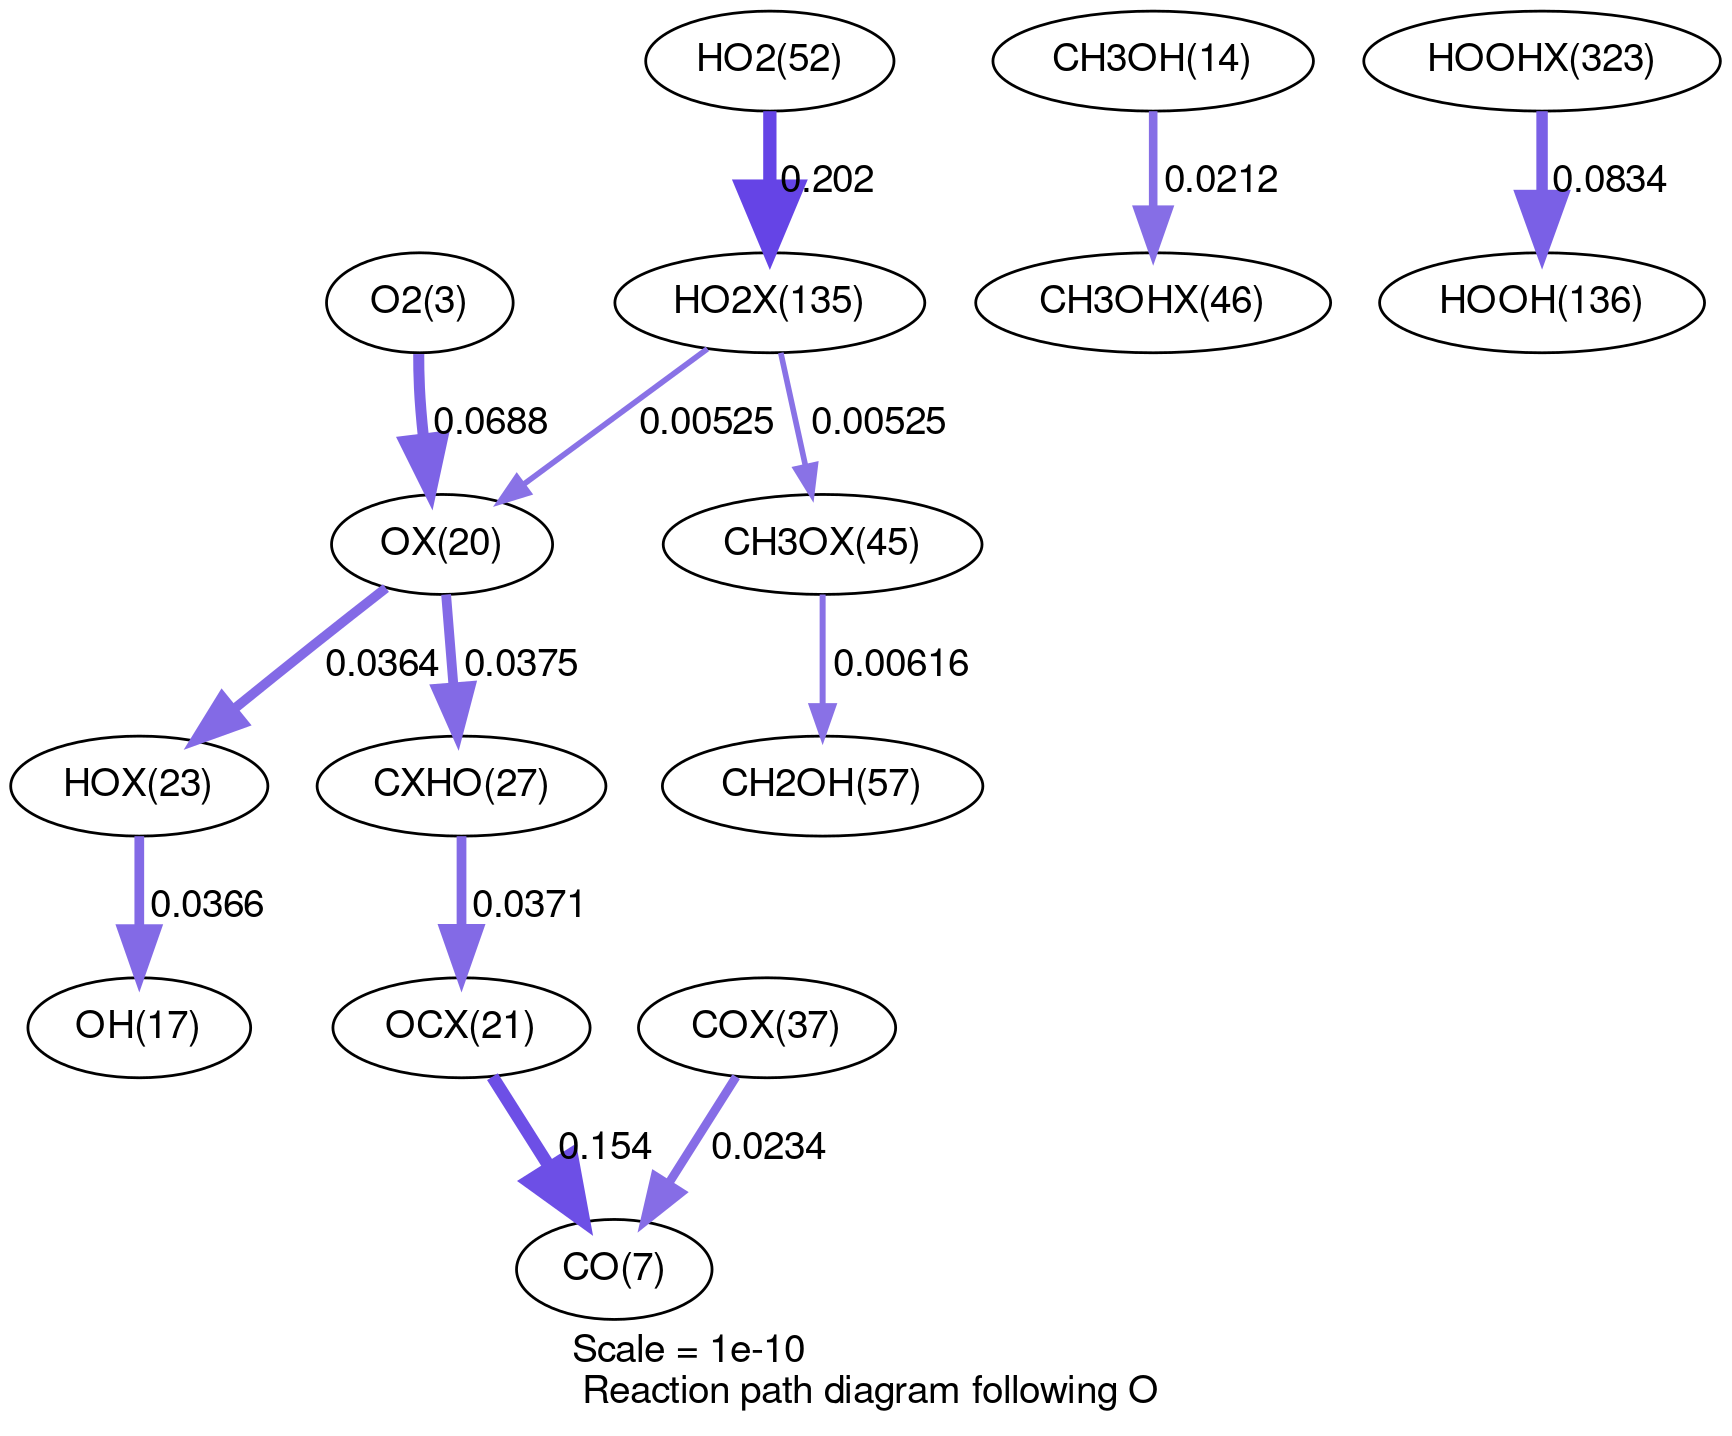 HO2(52)
CH3OH(14)
HOOHX(323)
0.202
0.0212
0.0834
O2(3)
HO2X(135)
CH3OHX(46)
HOOH(136)
0.0688
0.00525
0.00525
OX(20)
CH3OX(45)
0.0364
0.0375
0.00616
HOX(23)
CXHO(27)
CH2OH(57)
0.0366
0.0371
OH(17)
OCX(21)
COX(37)
0.154
0.0234
CO(7)
Scale = 1e-10
Reaction path diagram following O